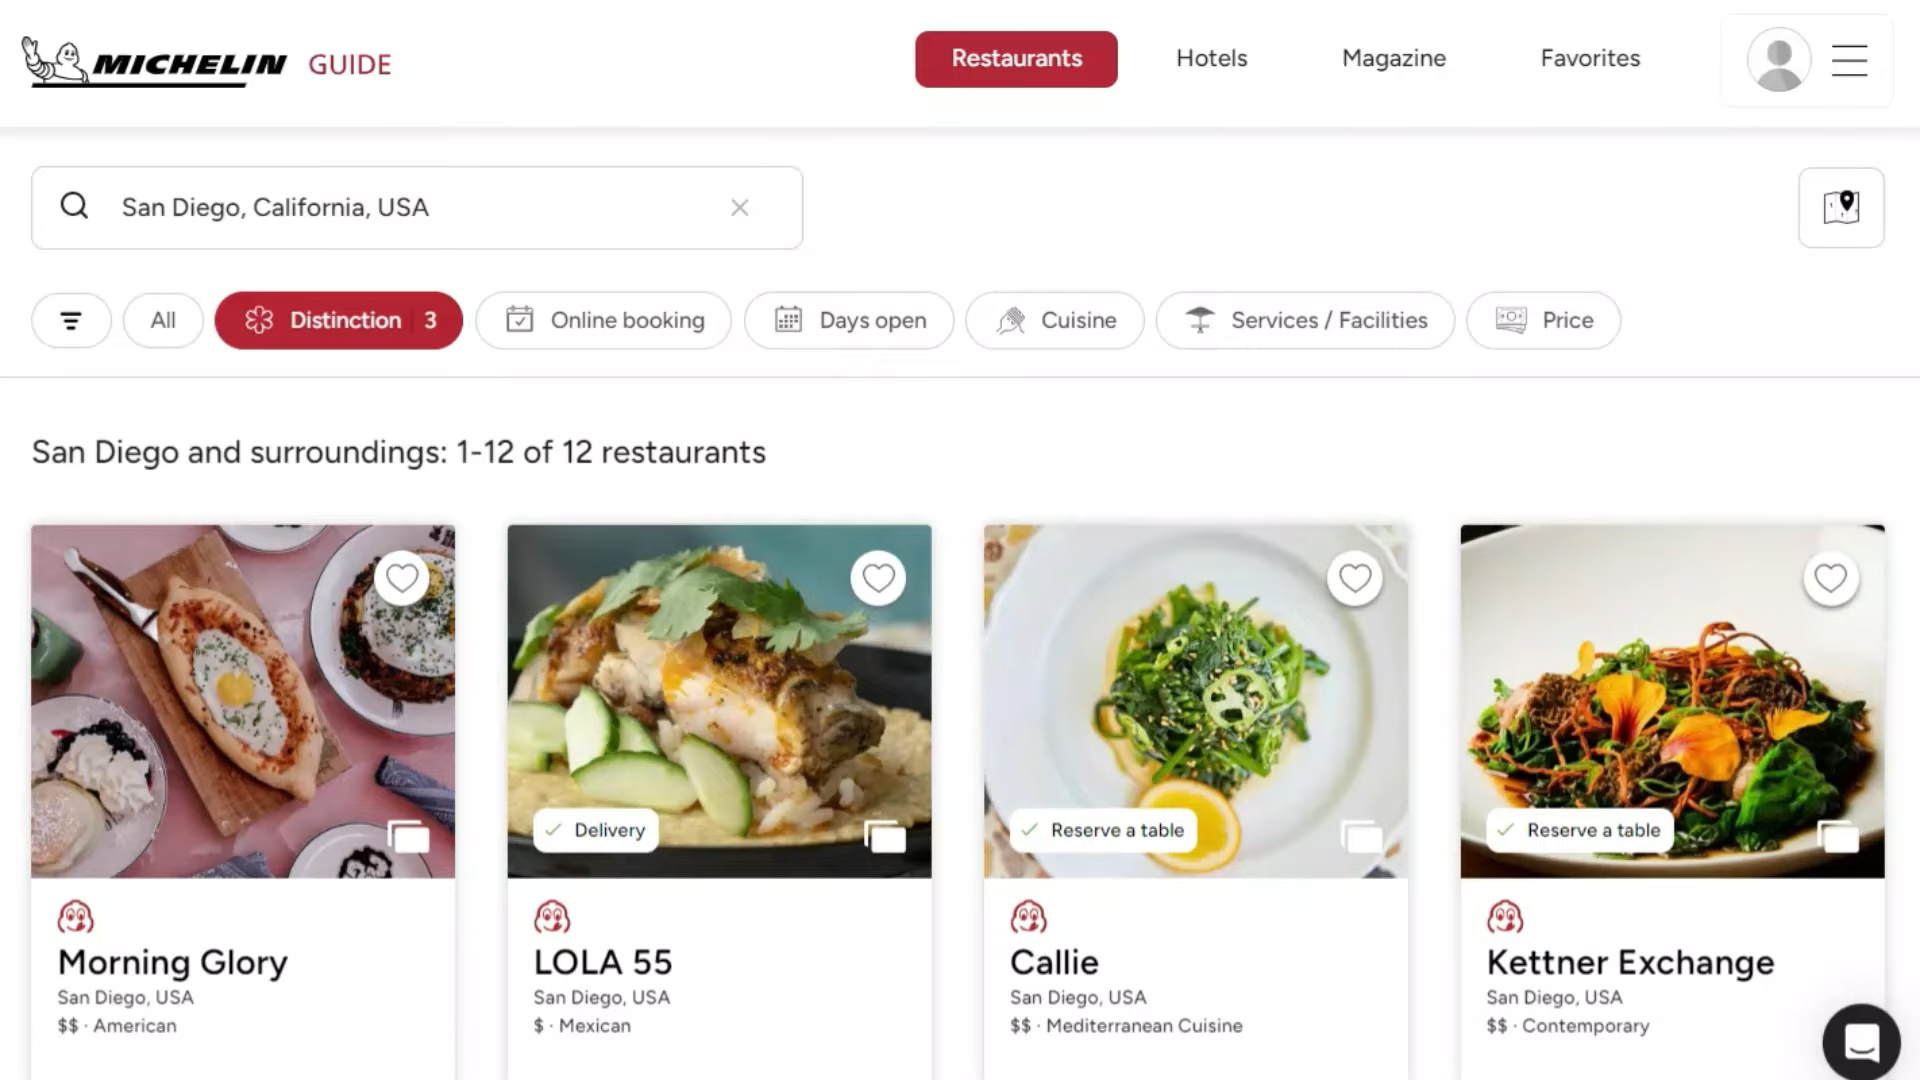 MICHELIN GUIDE
Restaurants Hotels Magazine Favorites
San Diego, California, USA
All Distinction 3 Online booking Days open Cuisine Services / Facilities Price
San Diego and surroundings: 1-12 of 12 restaurants
Delivery
Reserve a table
Reserve a table
Morning Glory
San Diego, USA
$$ · American
LOLA 55
San Diego, USA
$ · Mexican
Callie
San Diego, USA
$$ · Mediterranean Cuisine
Kettner Exchange
San Diego, USA
$$ · Contemporary